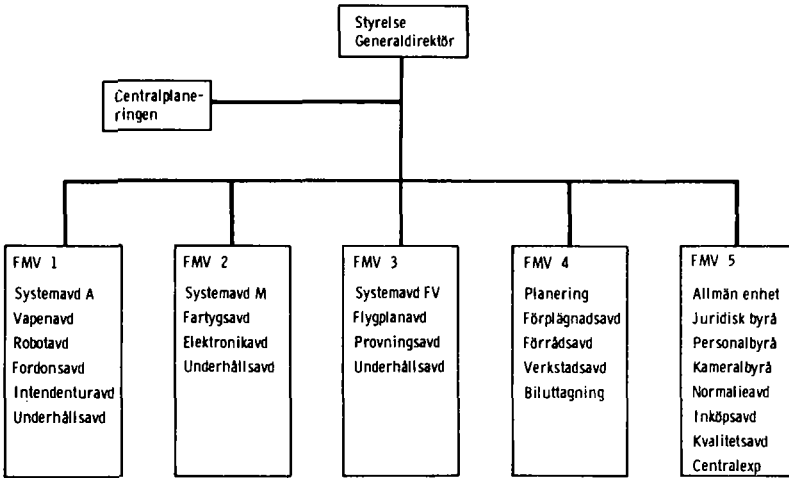 Styrelse
Generaldirektör
Centralplane-
ringen
FMV 1
Systemavd A
Vapenavd
Robotavd
Fordonsavd
Intendenturavd
Underhållsavd
FMV 2
Systemavd M
Fartygsavd
Elektronikavd
Underhållsavd
FMV 3
Systemavd FV
Flygplanavd
Provningsavd
Underhållsavd
FMV 4
Planering
Förplägnadsavd
Förrådsavd
Verkstadsavd
Biluttagning
FMV 5
Allmän enhet
Juridisk byrå
Personalbyrå
Kameralbyrå
Normalieavd
Inköpsavd
Kvalitetsavd
Centralexp